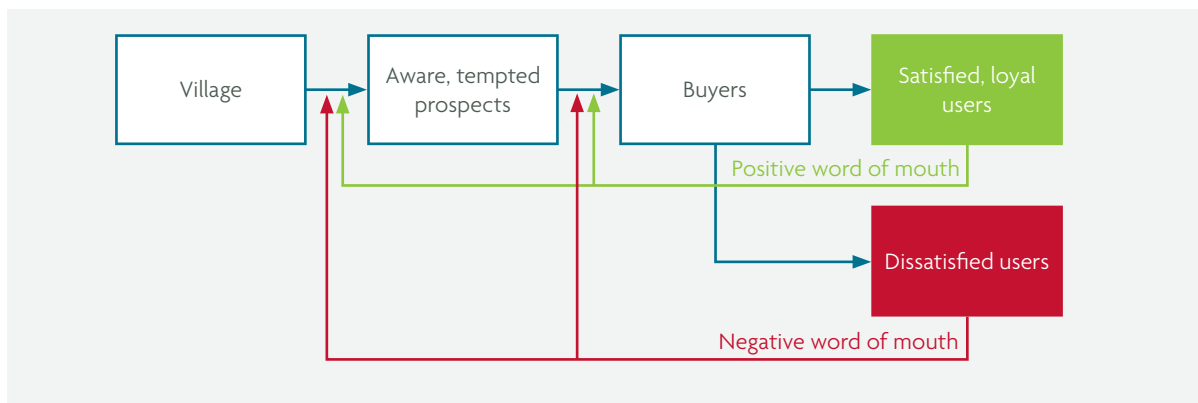 Village
Aware, tempted
prospects
Buyers
Satisfied, loyal
users
Positive word of mouth
Dissatisfied users
Negative word of mouth